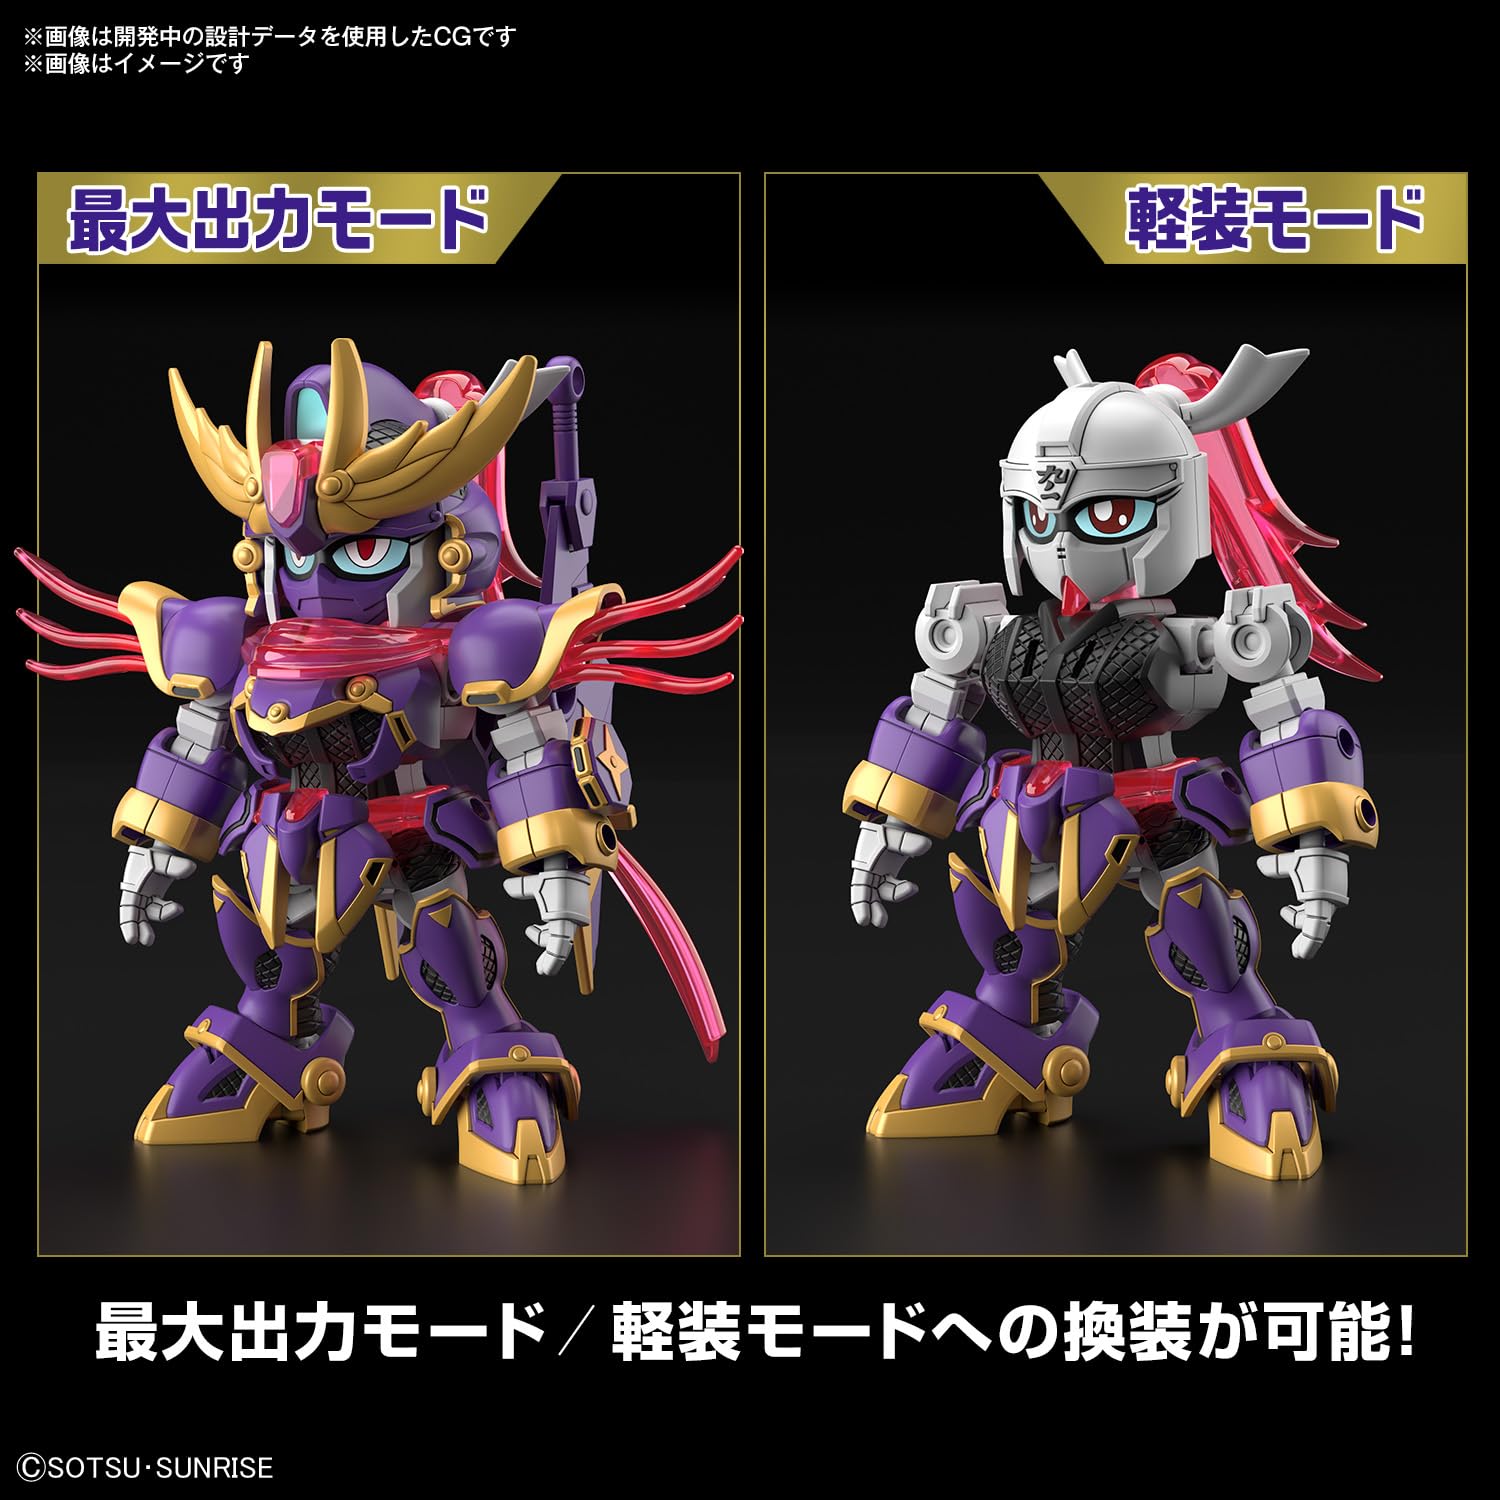 ※画像は開発中の設計データを使用したCGです
※画像はイメージです
最大出力モード
軽装モード
最大出力モード/軽装モードへの換装が可能!
©SOTSU・SUNRISE